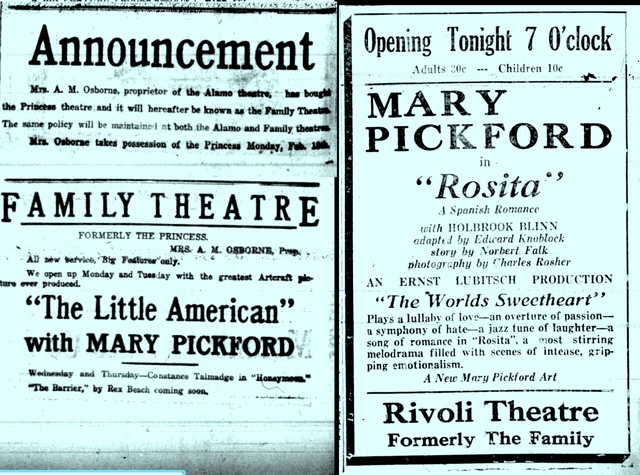 Announcement
Mrs. A. M. Osborne, proprietor of the Alamo theatre, has bought
the Princess theatre and it will hereafter be known as the Family Theatre.
The same policy will be maintained at both the Alamo and Family theatres.
Mrs. Osborne takes possession of the Princess Monday, Feb. 18th.
FAMILY THEATRE
FORMERLY THE PRINCESS.
MRS. A. M. OSBORNE, Prop.
All new service, Big Features only.
We open up Monday and Tuesday with the greatest Artcraft pic-
ture ever produced.
"The Little American"
with MARY PICKFORD
Wednesday and Thursday—Constance Talmadge in "Honeymoon."
"The Barrier," by Rex Beach coming soon.
Opening Tonight 7 O'clock
Adults 30c --- Children 10c
MARY
PICKFORD
in
"Rosita"
A Spanish Romance
with HOLBROOK BLINN
adapted by Edward Knoblock
story by Norbert Falk
photography by Charles Rosher
AN ERNST LUBITSCH PRODUCTION
"The Worlds Sweetheart"
Plays a lullaby of love—an overture of passion—
a symphony of hate—a jazz tune of laughter—a
song of romance in "Rosita", a most stirring
melodrama filled with scenes of intense, grip-
ping emotionalism.
A New Mary Pickford Art
Rivoli Theatre
Formerly The Family